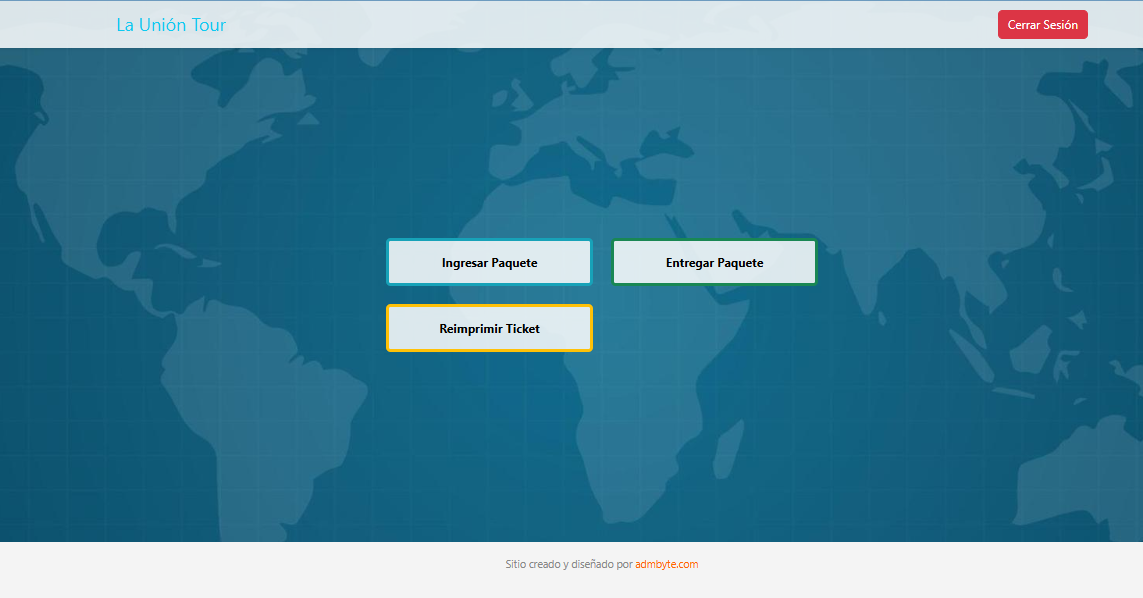 La Unión Tour
Cerrar Sesión
Ingresar Paquete
Entregar Paquete
Reimprimir Ticket
Sitio creado y diseñado por admbyte.com